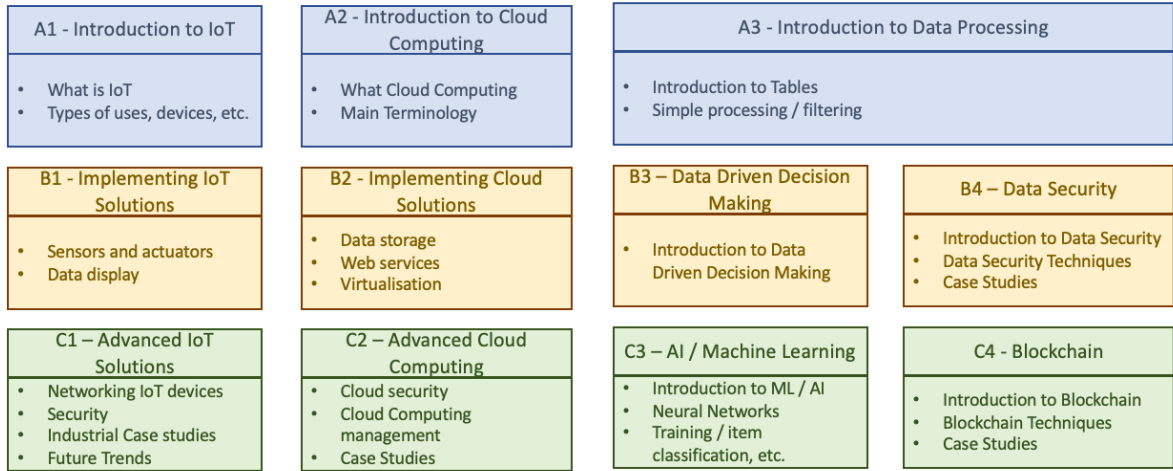 A1 - Introduction to IoT
• What is IoT
• Types of uses, devices, etc.
A2 - Introduction to Cloud
Computing
• What Cloud Computing
• Main Terminology
A3 - Introduction to Data Processing
• Introduction to Tables
• Simple processing / filtering
B1 - Implementing IoT
Solutions
• Sensors and actuators
• Data display
B2 - Implementing Cloud
Solutions
• Data storage
• Web services
• Virtualisation
B3 – Data Driven Decision
Making
• Introduction to Data
Driven Decision Making
B4 – Data Security
• Introduction to Data Security
• Data Security Techniques
• Case Studies
C1 – Advanced IoT
Solutions
• Networking IoT devices
• Security
• Industrial Case studies
• Future Trends
C2 – Advanced Cloud
Computing
• Cloud security
• Cloud Computing
management
• Case Studies
C3 – AI / Machine Learning
• Introduction to ML / AI
• Neural Networks
• Training / item
classification, etc.
C4 - Blockchain
• Introduction to Blockchain
• Blockchain Techniques
• Case Studies